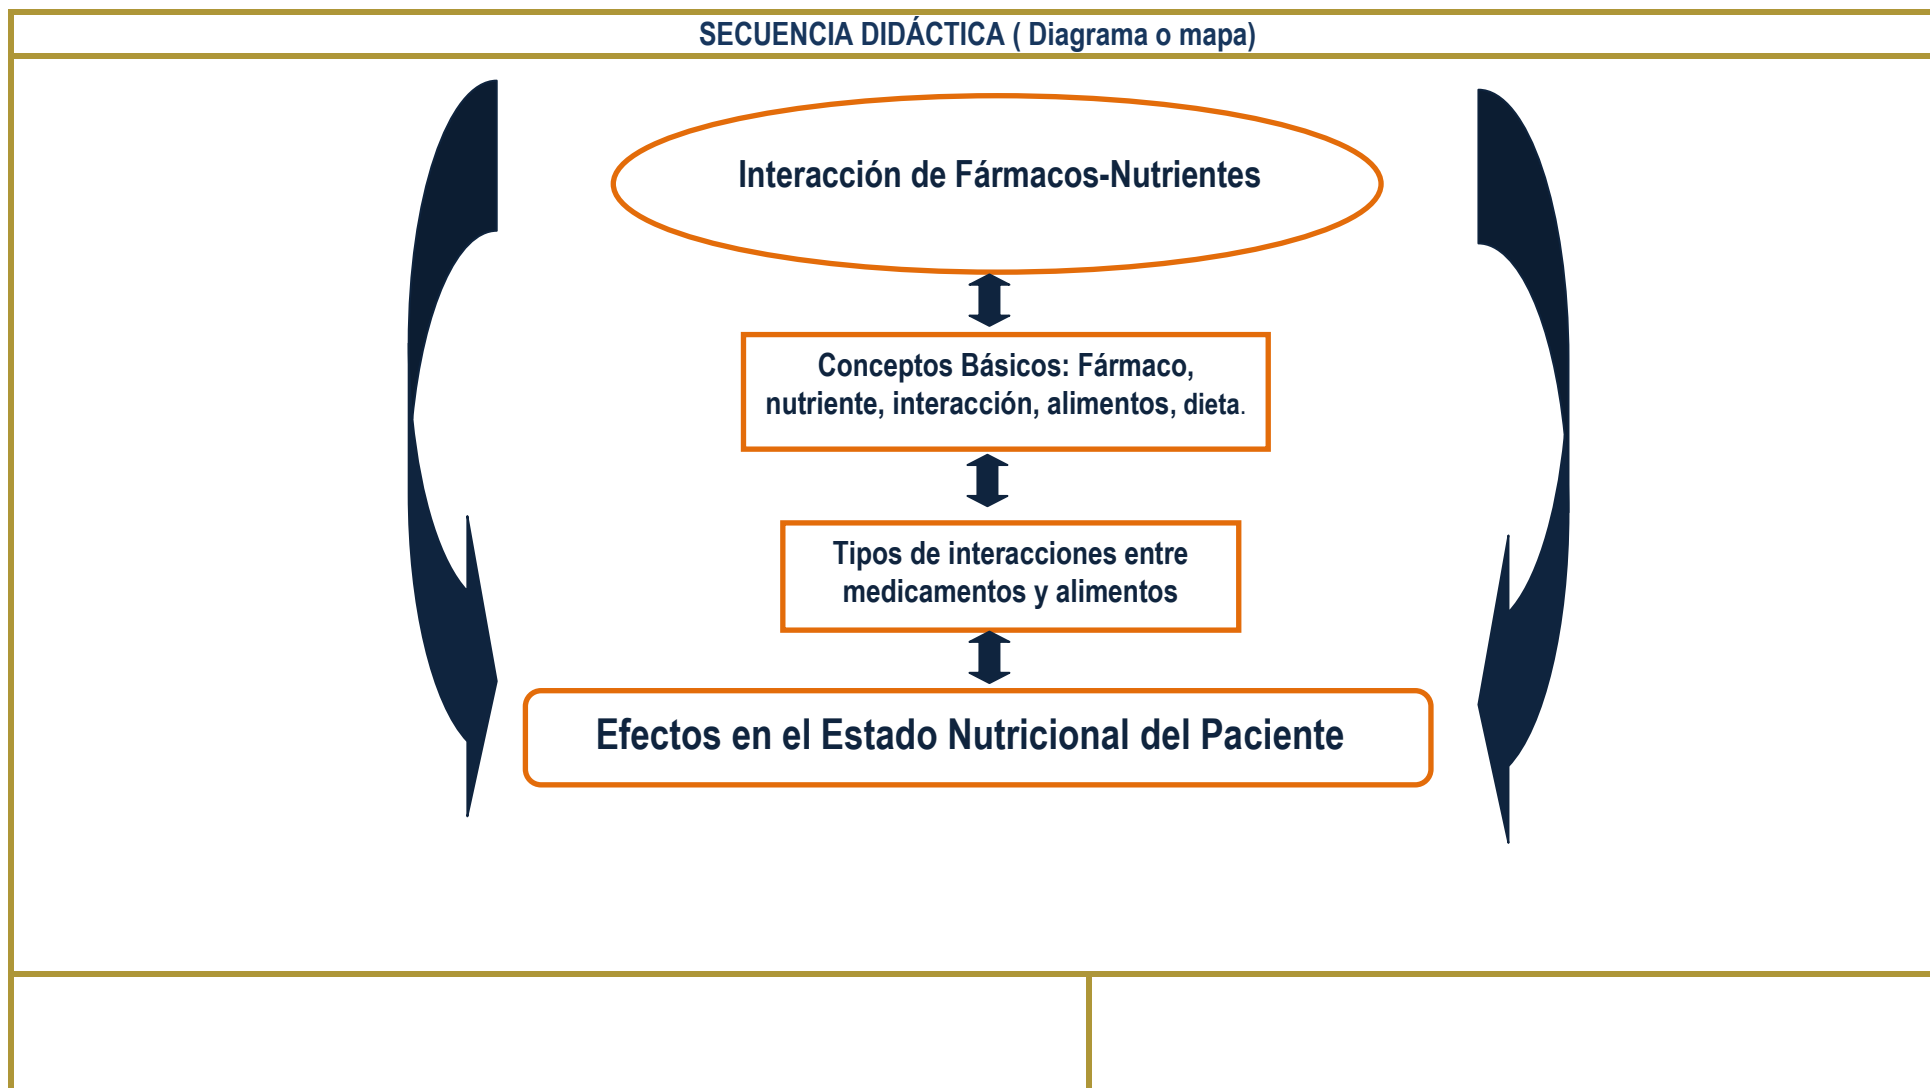 SECUENCIA DIDÁCTICA ( Diagrama o mapa)
Interacción de Fármacos-Nutrientes
Conceptos Básicos: Fármaco,
nutriente, interacción, alimentos, dieta.
Tipos de interacciones entre
medicamentos y alimentos
Efectos en el Estado Nutricional del Paciente